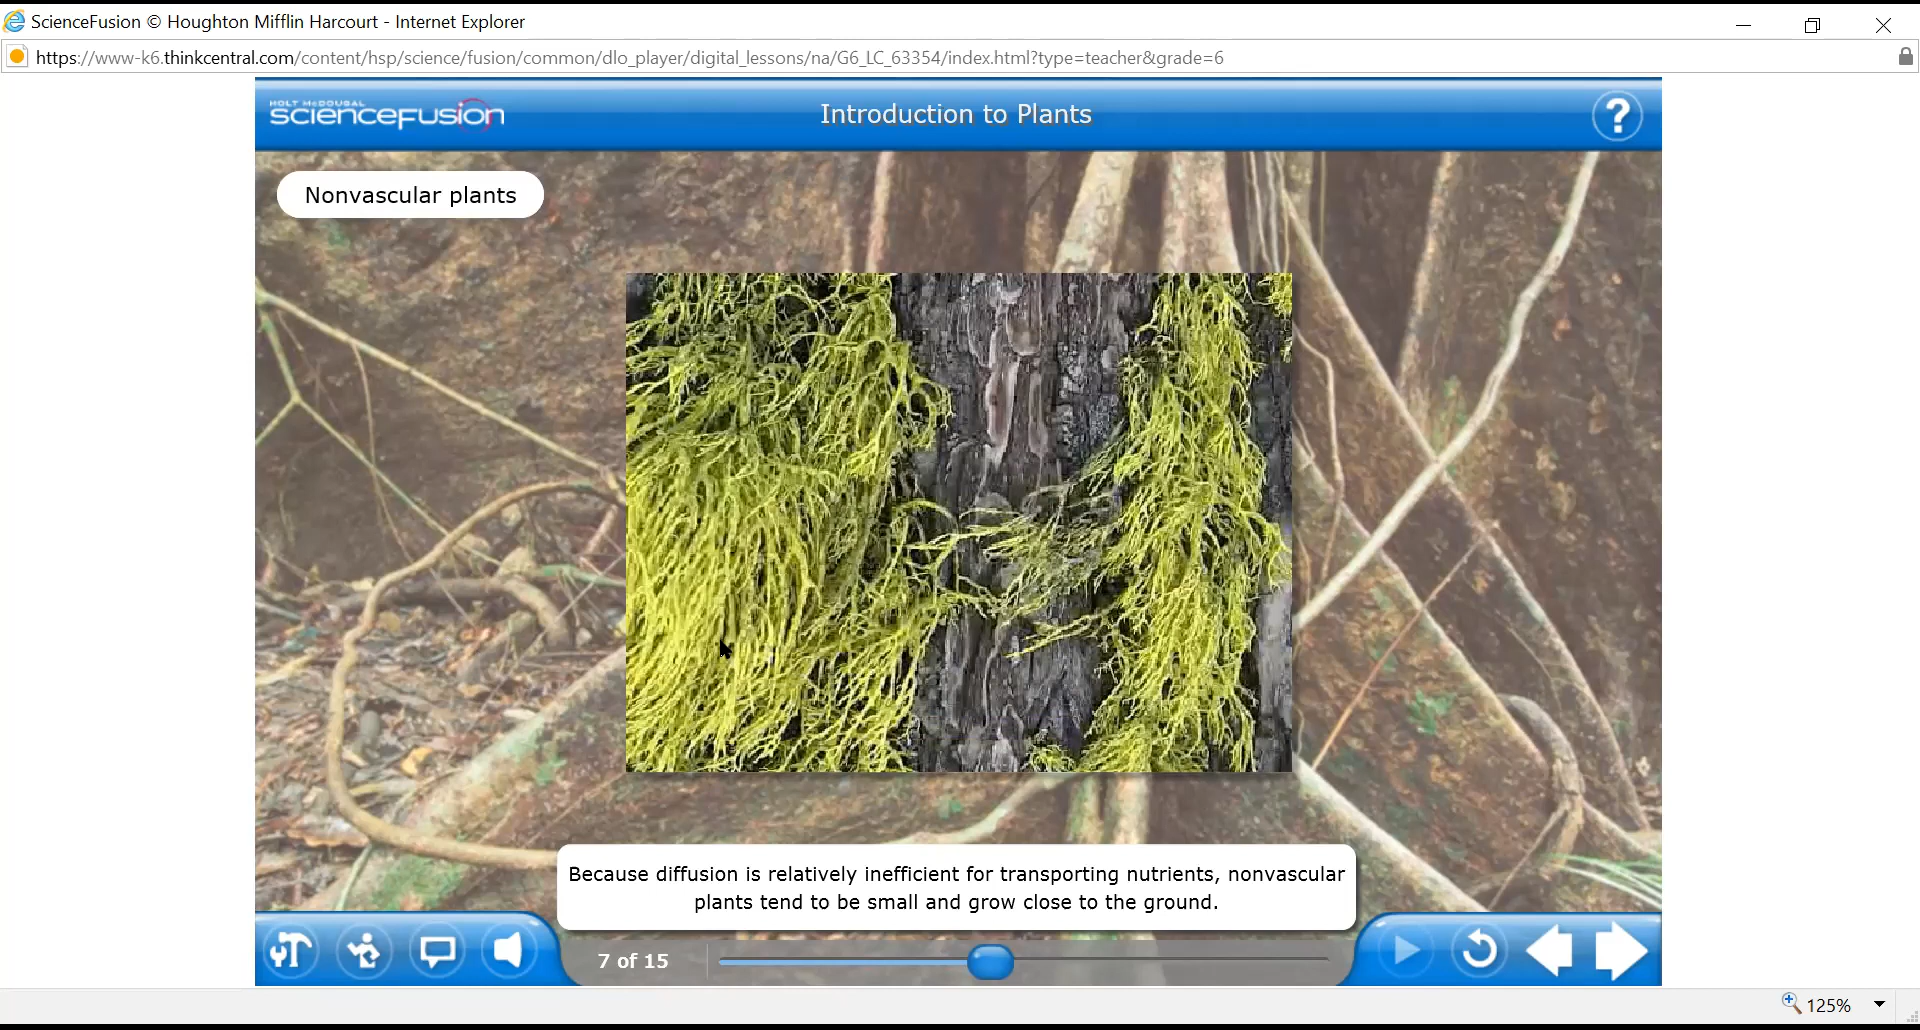 ScienceFusion © Houghton Mifflin Harcourt - Internet Explorer
https://www-k6.thinkcentral.com/content/hsp/science/fusion/common/dlo_player/digital_lessons/na/G6_LC_63354/index.html?type=teacher&grade=6
HOLT McDOUGAL
scienceFusion
Introduction to Plants
?
Nonvascular plants
Because diffusion is relatively inefficient for transporting nutrients, nonvascular
plants tend to be small and grow close to the ground.
7 of 15
125%